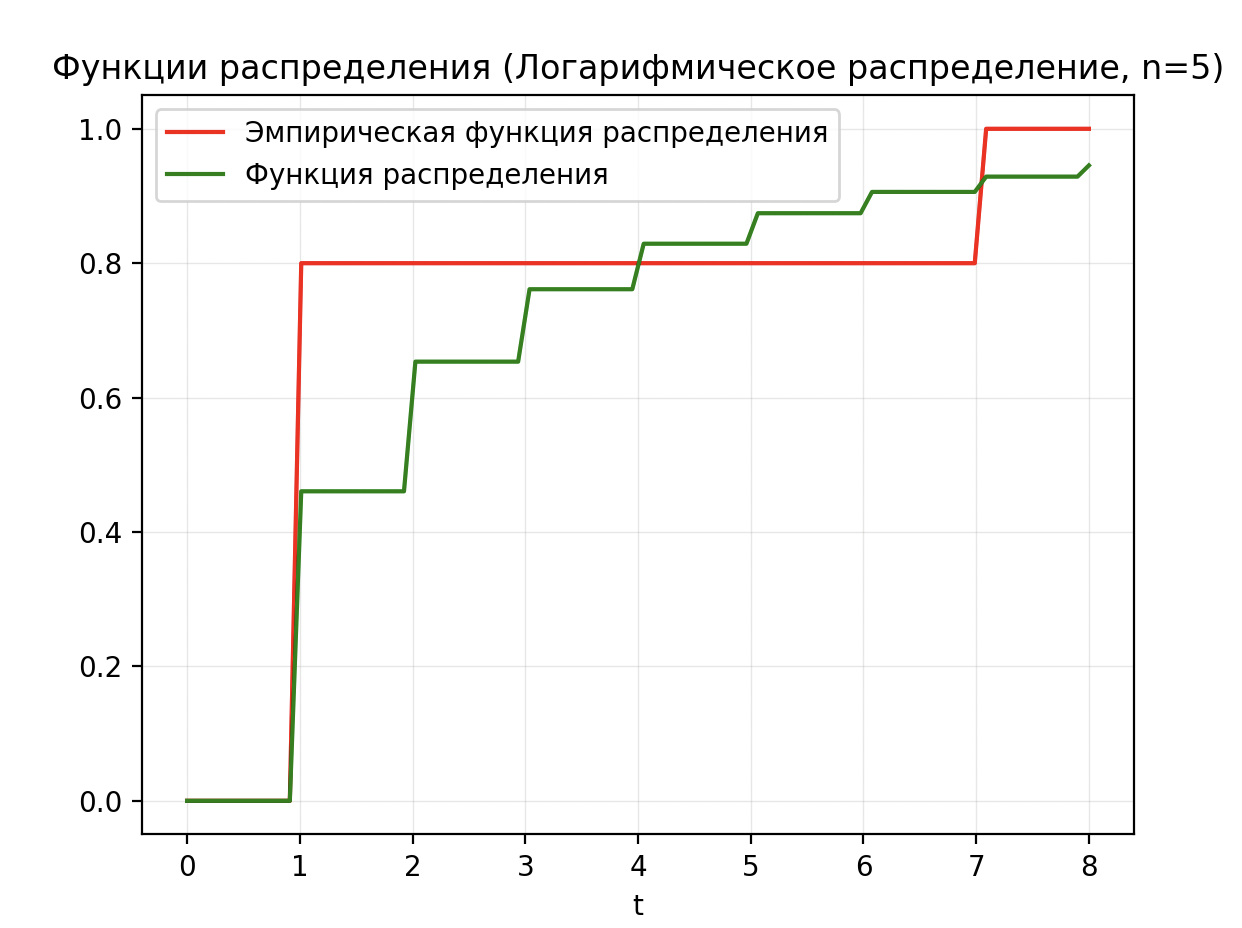 Функции распределения (Логарифмическое распределение, n=5)
Эмпирическая функция распределения
Функция распределения
1.0
0.8
0.6
0.4
0.2
0.0
0 1 2 3 4 5 6 7 8
t